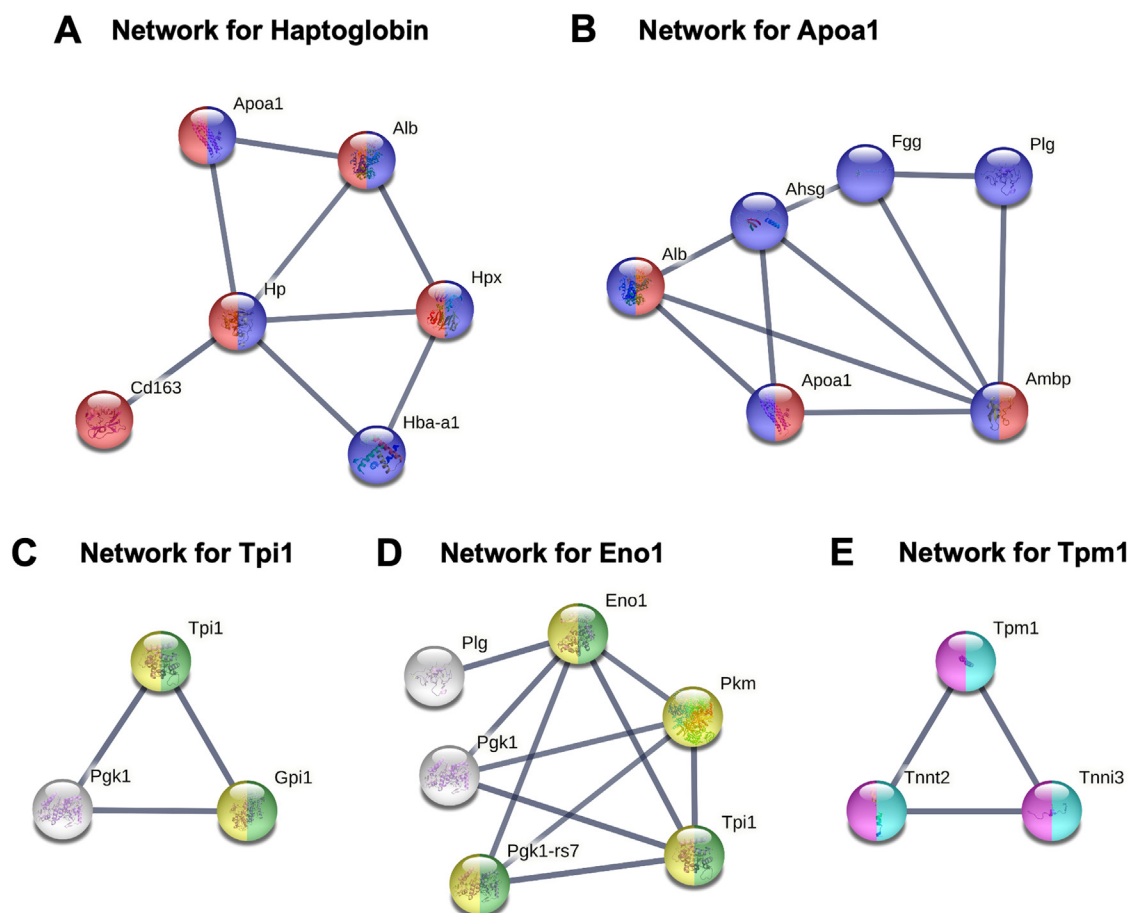 A Network for Haptoglobin
B Network for Apoa1
Apoa1
Alb
Hp
Hpx
Cd163
Hba-a1
Fgg
Plg
Ahsg
Alb
Apoa1
Ambp
C Network for Tpi1
D Network for Eno1
E Network for Tpm1
Tpi1
Pgk1
Gpi1
Eno1
Plg
Pkm
Pgk1
Tpi1
Pgk1-rs7
Tpm1
Tnnt2
Tnni3